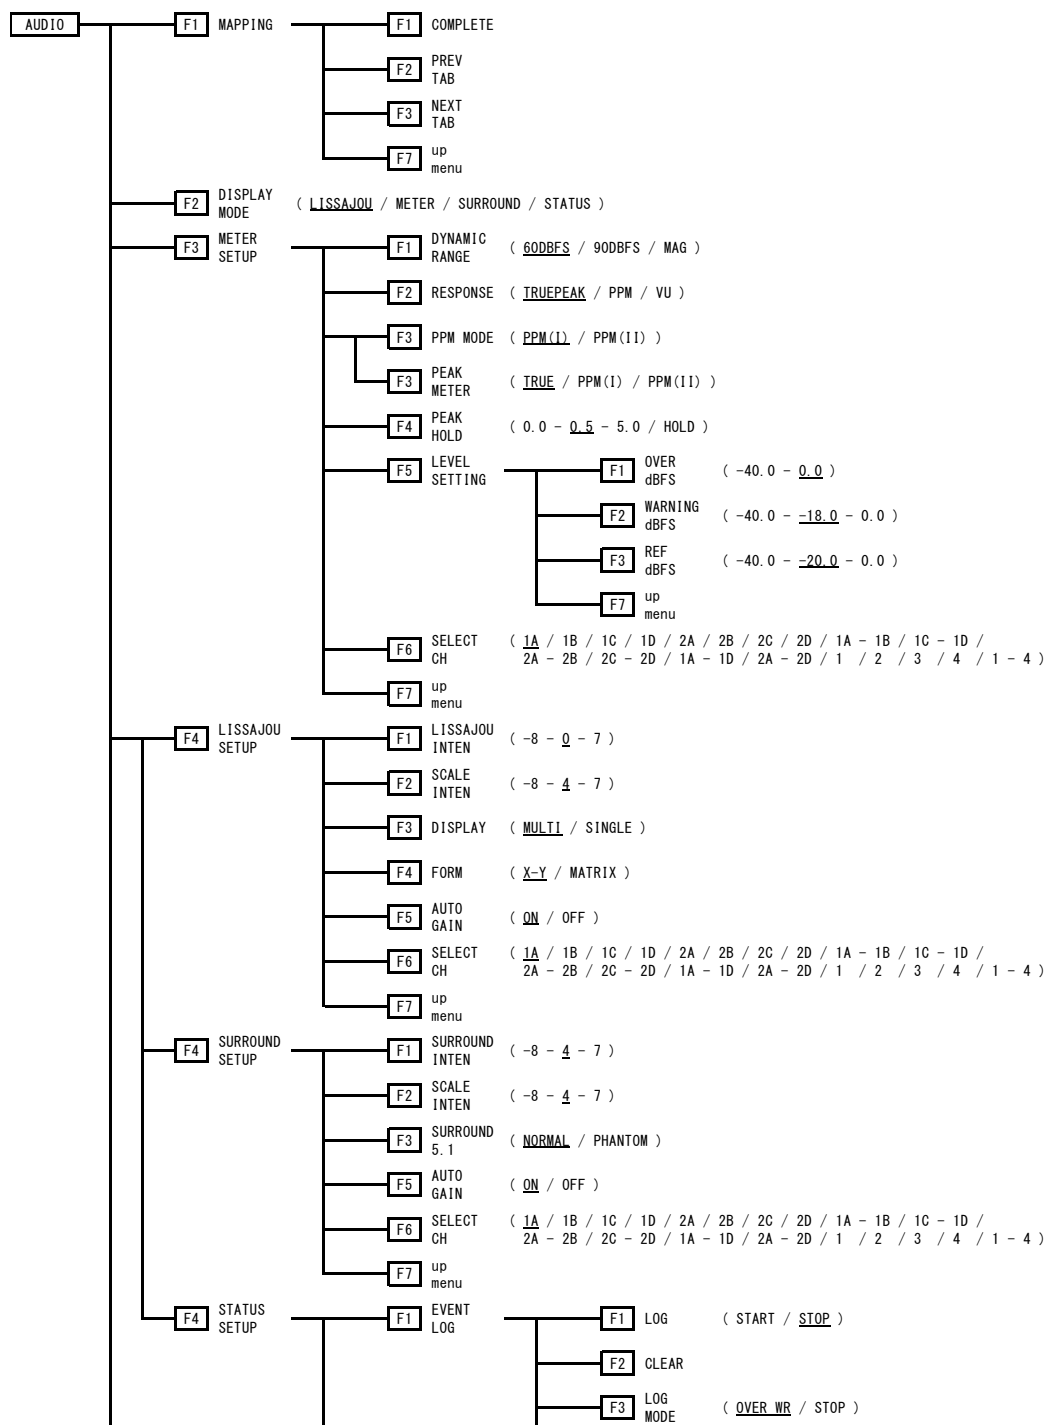 AUDIO F1 MAPPING F1 COMPLETE
F2 PREV
TAB
F3 NEXT
TAB
F7 up
menu
F2 DISPLAY
MODE ( LISSAJOU / METER / SURROUND / STATUS )
F3 METER
SETUP
F1 DYNAMIC
RANGE ( 60DBFS / 90DBFS / MAG )
F2 RESPONSE ( TRUEPEAK / PPM / VU )
F3 PPM MODE ( PPM(I) / PPM(II) )
F3 PEAK
METER ( TRUE / PPM(I) / PPM(II) )
F4 PEAK
HOLD ( 0.0 - 0.5 - 5.0 / HOLD )
F5 LEVEL
SETTING
F1 OVER
dBFS ( -40.0 - 0.0 )
F2 WARNING
dBFS ( -40.0 - -18.0 - 0.0 )
F3 REF
dBFS ( -40.0 - -20.0 - 0.0 )
F7 up
menu
F6 SELECT
CH
( 1A / 1B / 1C / 1D / 2A / 2B / 2C / 2D / 1A - 1B / 1C - 1D /
2A - 2B / 2C - 2D / 1A - 1D / 2A - 2D / 1 / 2 / 3 / 4 / 1 - 4 )
F7 up
menu
F4 LISSAJOU
SETUP
F1 LISSAJOU
INTEN ( -8 - 0 - 7 )
F2 SCALE
INTEN ( -8 - 4 - 7 )
F3 DISPLAY ( MULTI / SINGLE )
F4 FORM ( X-Y / MATRIX )
F5 AUTO
GAIN ( ON / OFF )
F6 SELECT
CH
( 1A / 1B / 1C / 1D / 2A / 2B / 2C / 2D / 1A - 1B / 1C - 1D /
2A - 2B / 2C - 2D / 1A - 1D / 2A - 2D / 1 / 2 / 3 / 4 / 1 - 4 )
F7 up
menu
F4 SURROUND
SETUP
F1 SURROUND
INTEN ( -8 - 4 - 7 )
F2 SCALE
INTEN ( -8 - 4 - 7 )
F3 SURROUND
5.1 ( NORMAL / PHANTOM )
F5 AUTO
GAIN ( ON / OFF )
F6 SELECT
CH
( 1A / 1B / 1C / 1D / 2A / 2B / 2C / 2D / 1A - 1B / 1C - 1D /
2A - 2B / 2C - 2D / 1A - 1D / 2A - 2D / 1 / 2 / 3 / 4 / 1 - 4 )
F7 up
menu
F4 STATUS
SETUP
F1 EVENT
LOG
F1 LOG ( START / STOP )
F2 CLEAR
F3 LOG
MODE ( OVER WR / STOP )